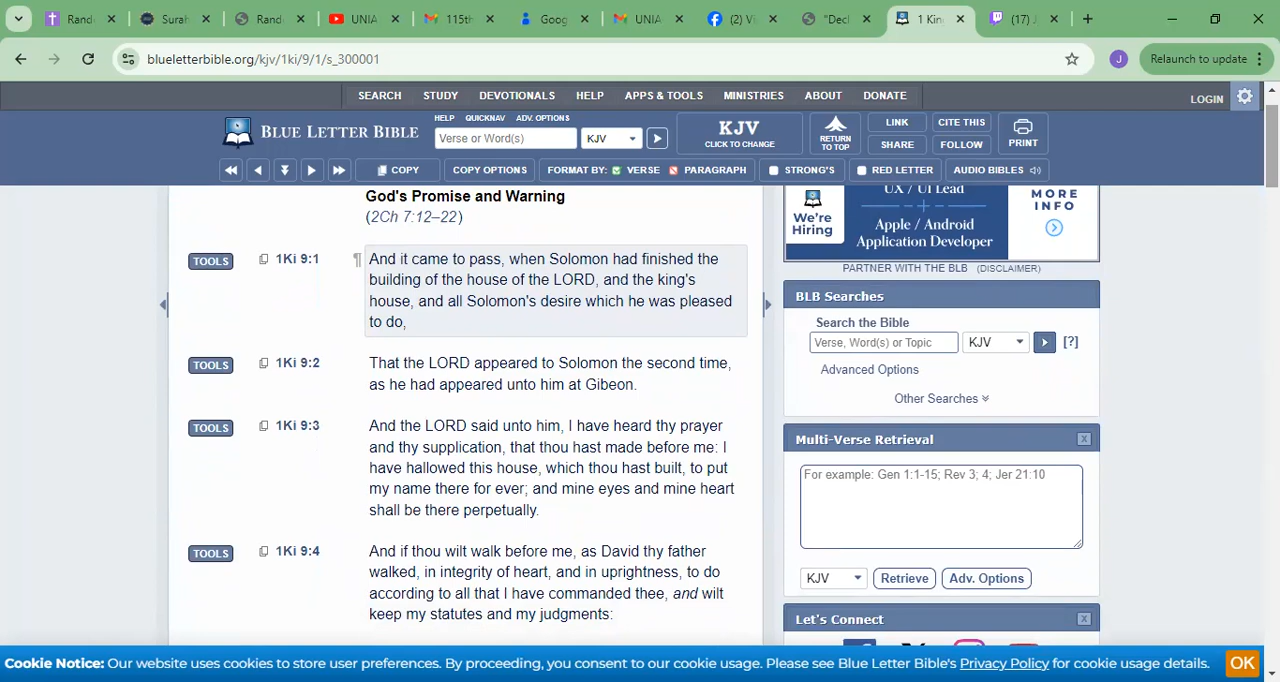 Rando
Surah
Rando
UNIA
115th
Goog
UNIA
(2) Vi
"Decl
1 Kin
(17) J
blueletterbible.org/kjv/1ki/9/1/s_300001
J
Relaunch to update
SEARCH STUDY DEVOTIONALS HELP APPS & TOOLS MINISTRIES ABOUT DONATE
LOGIN
BLUE LETTER BIBLE
HELP QUICKNAV ADV. OPTIONS
Verse or Word(s) KJV
KJV
CLICK TO CHANGE
RETURN
TO TOP
LINK CITE THIS
SHARE FOLLOW
PRINT
COPY COPY OPTIONS FORMAT BY: VERSE PARAGRAPH STRONG'S RED LETTER AUDIO BIBLES
God's Promise and Warning
(2Ch 7:12–22)
TOOLS 1Ki 9:1 ¶ And it came to pass, when Solomon had finished the
building of the house of the LORD, and the king's
house, and all Solomon's desire which he was pleased
to do,
TOOLS 1Ki 9:2 That the LORD appeared to Solomon the second time,
as he had appeared unto him at Gibeon.
TOOLS 1Ki 9:3 And the LORD said unto him, I have heard thy prayer
and thy supplication, that thou hast made before me: I
have hallowed this house, which thou hast built, to put
my name there for ever; and mine eyes and mine heart
shall be there perpetually.
TOOLS 1Ki 9:4 And if thou wilt walk before me, as David thy father
walked, in integrity of heart, and in uprightness, to do
according to all that I have commanded thee, and wilt
keep my statutes and my judgments:
We're
Hiring
UX / UI Lead
Apple / Android
Application Developer
MORE
INFO
PARTNER WITH THE BLB (DISCLAIMER)
BLB Searches
Search the Bible
Verse, Word(s) or Topic KJV [?]
Advanced Options
Other Searches
Multi-Verse Retrieval x
For example: Gen 1:1-15; Rev 3; 4; Jer 21:10
KJV Retrieve Adv. Options
Let's Connect x
Cookie Notice: Our website uses cookies to store user preferences. By proceeding, you consent to our cookie usage. Please see Blue Letter Bible's Privacy Policy for cookie usage details. OK